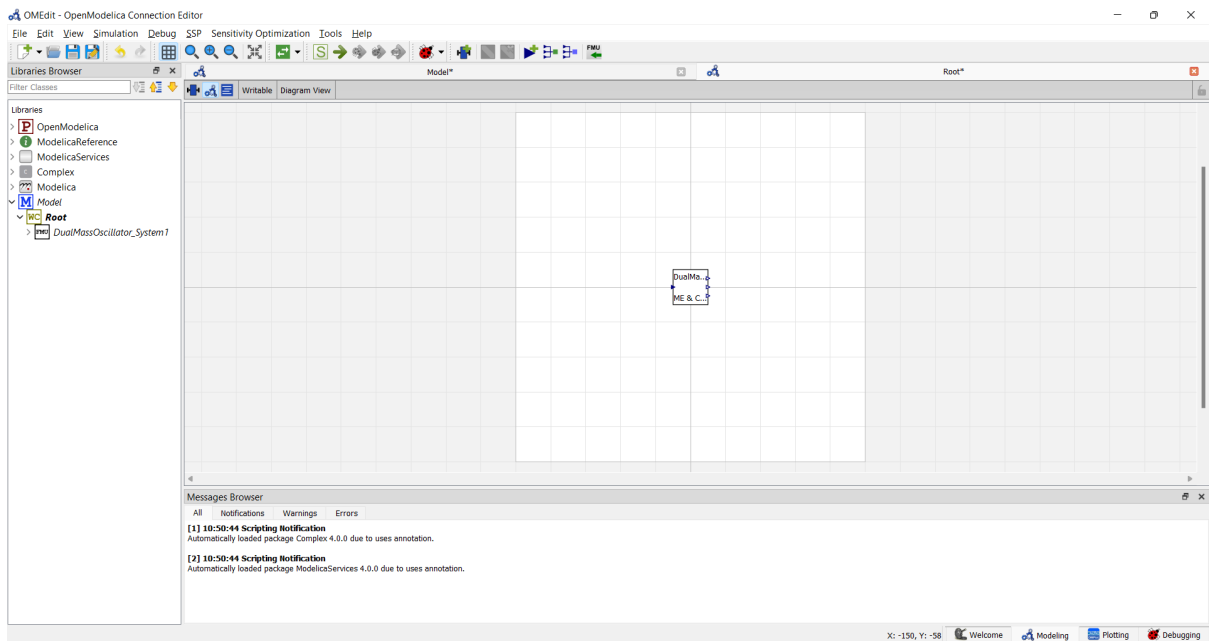 OMEdit - OpenModelica Connection Editor
File Edit View Simulation Debug SSP Sensitivity Optimization Tools Help
S
FMU
Libraries Browser
Model*
Root*
Filter Classes
Writable Diagram View
Libraries
P OpenModelica
i ModelicaReference
ModelicaServices
C Complex
Modelica
M Model
WC Root
FMU DualMassOscillator_System1
DualMa...
ME & C...
Messages Browser
All Notifications Warnings Errors
[1] 10:50:44 Scripting Notification
Automatically loaded package Complex 4.0.0 due to uses annotation.
[2] 10:50:44 Scripting Notification
Automatically loaded package ModelicaServices 4.0.0 due to uses annotation.
X: -150, Y: -58 Welcome Modeling Plotting Debugging